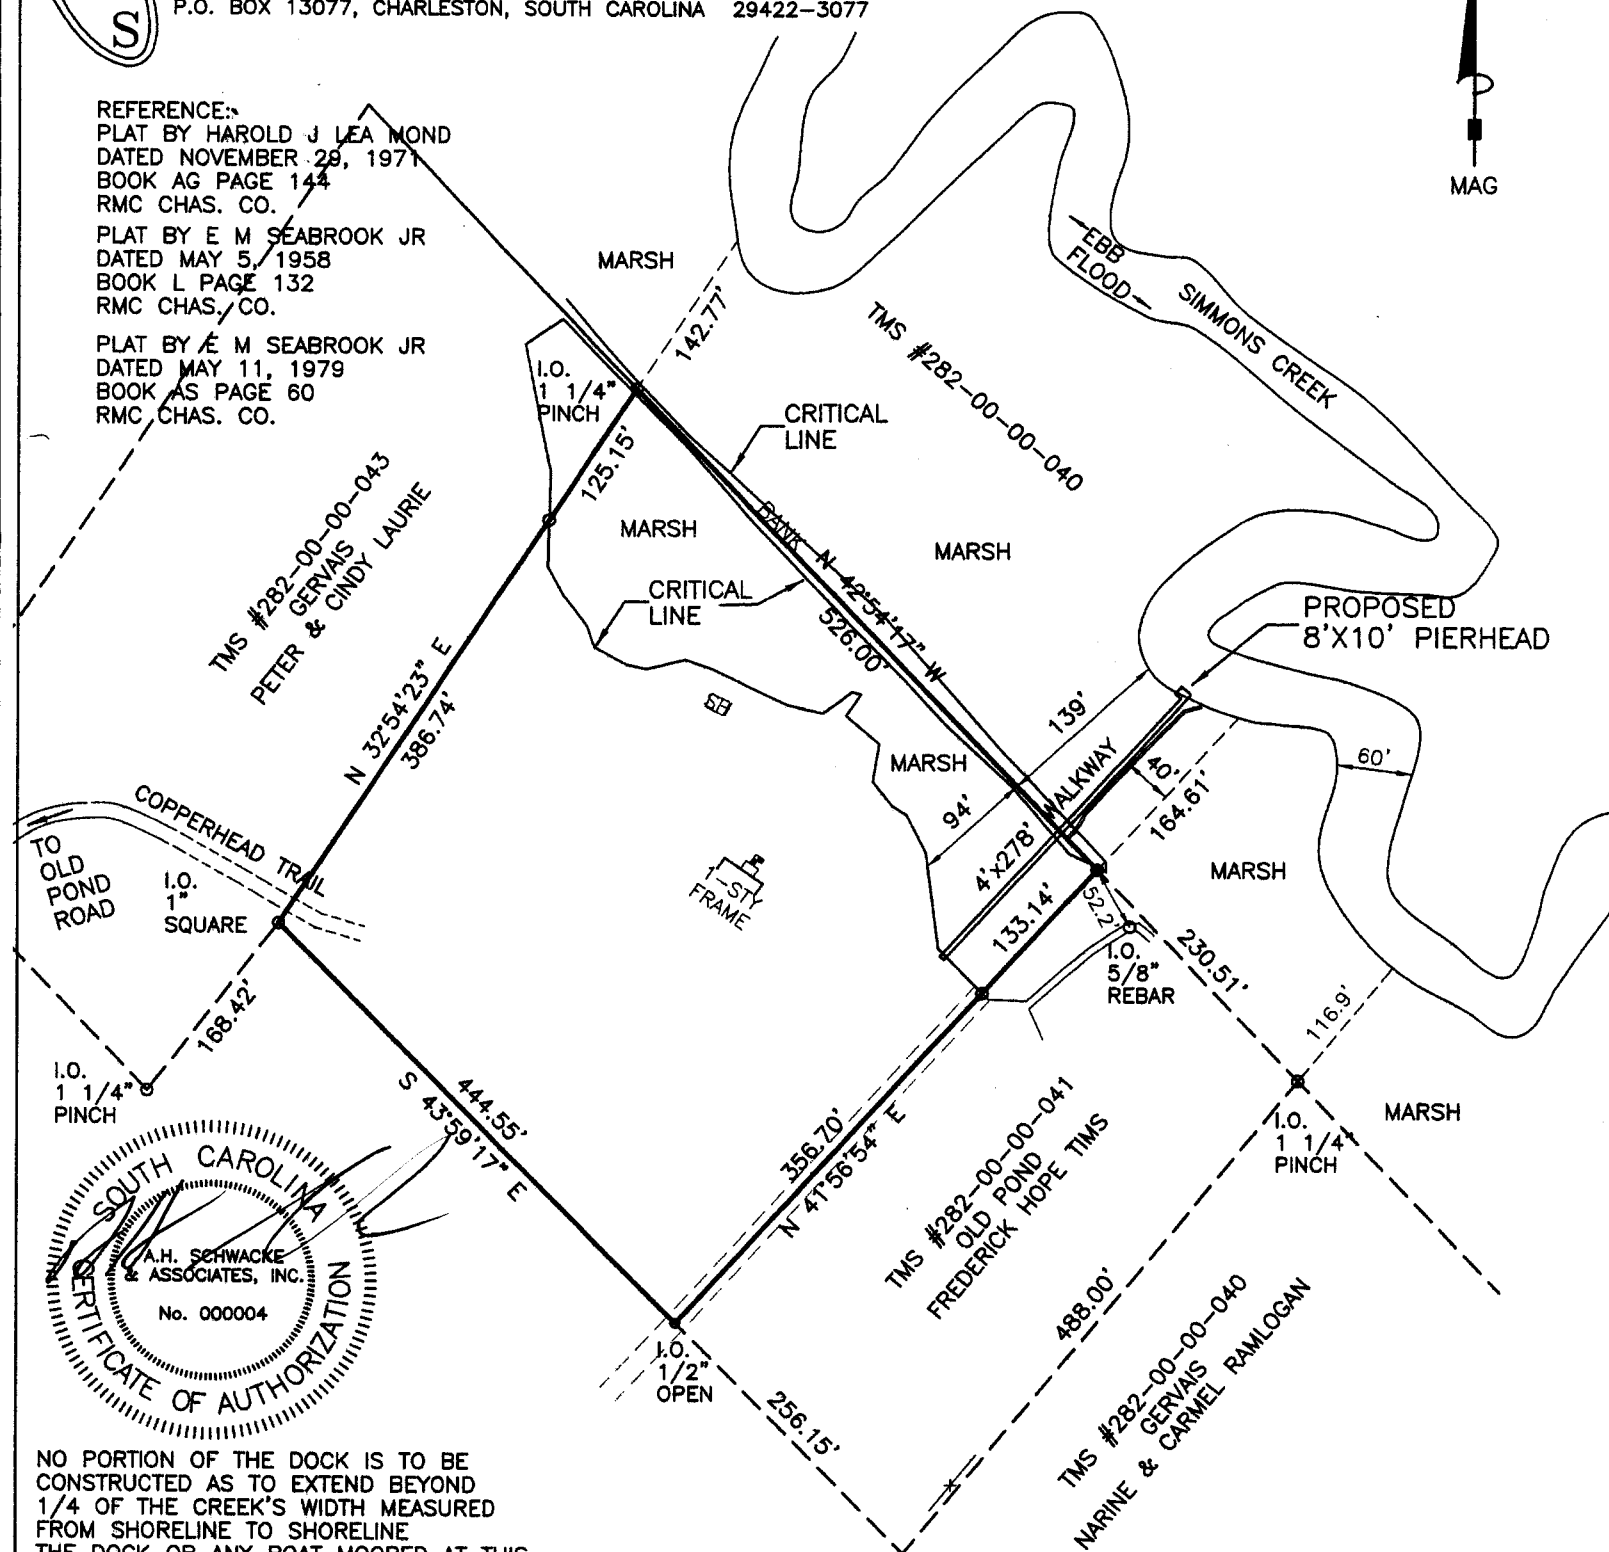 P.O. BOX 13077, CHARLESTON, SOUTH CAROLINA 29422-3077
S
MAG
REFERENCE:
PLAT BY HAROLD J LEA MOND
DATED NOVEMBER 29, 1971
BOOK AG PAGE 144
RMC CHAS. CO.
PLAT BY E M SEABROOK JR
DATED MAY 5, 1958
BOOK L PAGE 132
RMC CHAS. CO.
PLAT BY E M SEABROOK JR
DATED MAY 11, 1979
BOOK AS PAGE 60
RMC CHAS. CO.
MARSH
142.77'
EBB
FLOOD
SIMMONS CREEK
TMS #282-00-00-040
I.O.
1 1/4"
PINCH
CRITICAL
LINE
125.15'
MARSH
BANK
N 42°54'17" W
526.00'
MARSH
CRITICAL
LINE
TMS #282-00-00-043
GERVAIS
PETER & CINDY LAURIE
PROPOSED
8'X10' PIERHEAD
N 32°54'23" E
386.74'
139'
MARSH
WALKWAY
40'
164.61'
60'
94'
4'x278'
COPPERHEAD TRAIL
TO
OLD
POND
ROAD
I.O.
1"
SQUARE
1-STY
FRAME
MARSH
133.14'
52.2'
I.O.
5/8"
REBAR
230.51'
116.9'
168.42'
I.O.
1 1/4"
PINCH
444.55'
S 43°59'17" E
356.70'
N 41°56'54" E
TMS #282-00-00-041
OLD POND
FREDERICK HOPE TIMS
I.O.
1 1/4"
PINCH
MARSH
SOUTH CAROLINA
A.H. SCHWACKE
& ASSOCIATES, INC.
No. 000004
CERTIFICATE OF AUTHORIZATION
I.O.
1/2"
OPEN
256.15'
488.00'
TMS #282-00-00-040
GERVAIS
NARINE & CARMEL RAMLOGAN
NO PORTION OF THE DOCK IS TO BE
CONSTRUCTED AS TO EXTEND BEYOND
1/4 OF THE CREEK'S WIDTH MEASURED
FROM SHORELINE TO SHORELINE
THE DOCK OR ANY BOAT MOORED AT THIS